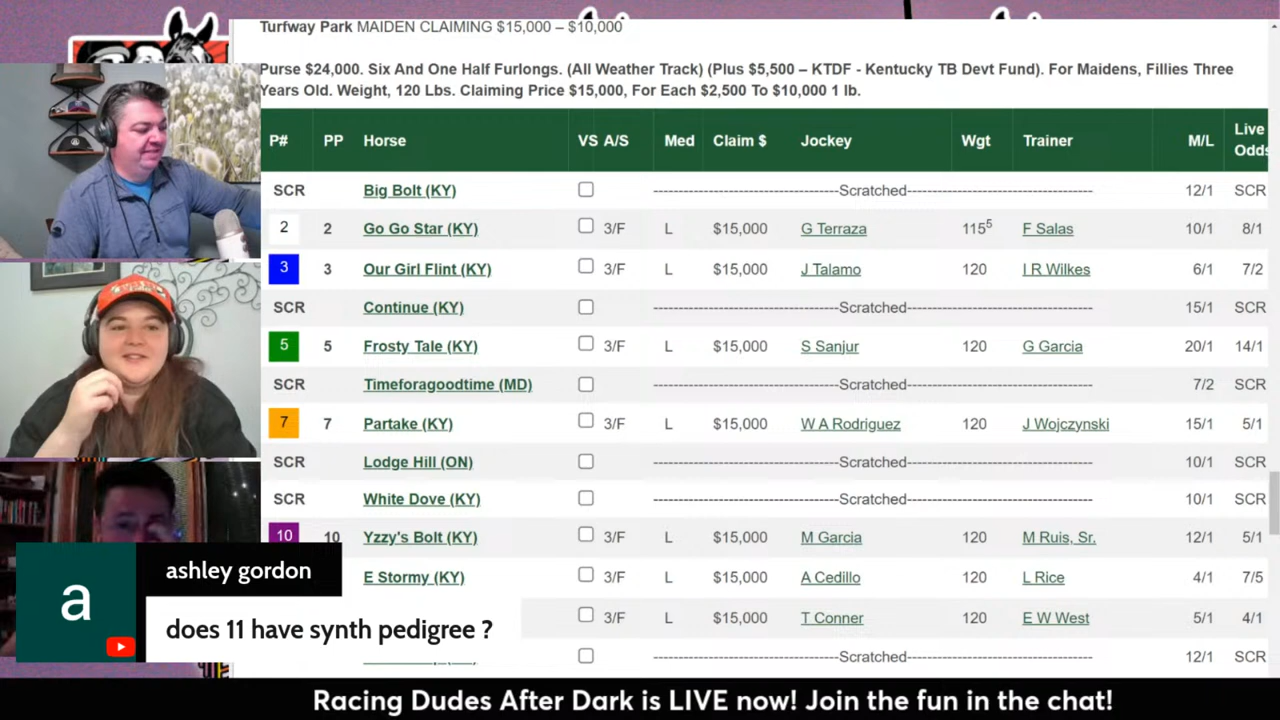 Turfway Park MAIDEN CLAIMING $15,000 – $10,000
Purse $24,000. Six And One Half Furlongs. (All Weather Track) (Plus $5,500 – KTDF - Kentucky TB Devt Fund). For Maidens, Fillies Three
Years Old. Weight, 120 Lbs. Claiming Price $15,000, For Each $2,500 To $10,000 1 lb.
P# PP Horse VS A/S Med Claim $ Jockey Wgt Trainer M/L Live Odds
SCR Big Bolt (KY) Scratched 12/1 SCR
2 2 Go Go Star (KY) 3/F L $15,000 G Terraza 115⁵ F Salas 10/1 8/1
3 3 Our Girl Flint (KY) 3/F L $15,000 J Talamo 120 I R Wilkes 6/1 7/2
SCR Continue (KY) Scratched 15/1 SCR
5 5 Frosty Tale (KY) 3/F L $15,000 S Sanjur 120 G Garcia 20/1 14/1
SCR Timeforagoodtime (MD) Scratched 7/2 SCR
7 7 Partake (KY) 3/F L $15,000 W A Rodriguez 120 J Wojczynski 15/1 5/1
SCR Lodge Hill (ON) Scratched 10/1 SCR
SCR White Dove (KY) Scratched 10/1 SCR
10 10 Yzzy's Bolt (KY) 3/F L $15,000 M Garcia 120 M Ruis, Sr. 12/1 5/1
E Stormy (KY) 3/F L $15,000 A Cedillo 120 L Rice 4/1 7/5
3/F L $15,000 T Conner 120 E W West 5/1 4/1
Scratched 12/1 SCR
a
ashley gordon
does 11 have synth pedigree ?
Racing Dudes After Dark is LIVE now! Join the fun in the chat!